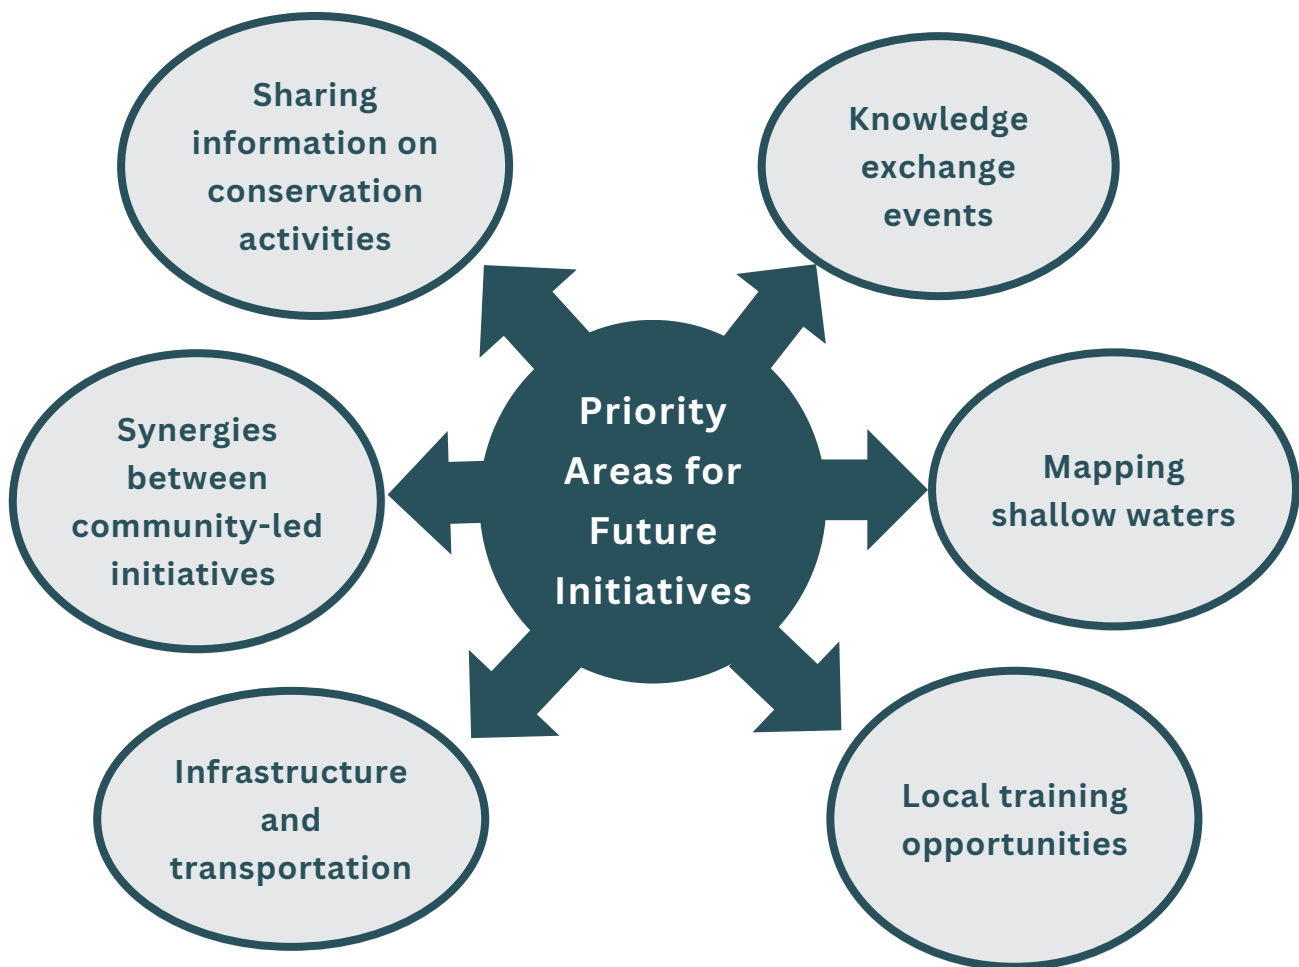 Sharing
information on
conservation
activities
Knowledge
exchange
events
Synergies
between
community-led
initiatives
Priority
Areas for
Future
Initiatives
Mapping
shallow waters
Infrastructure
and
transportation
Local training
opportunities